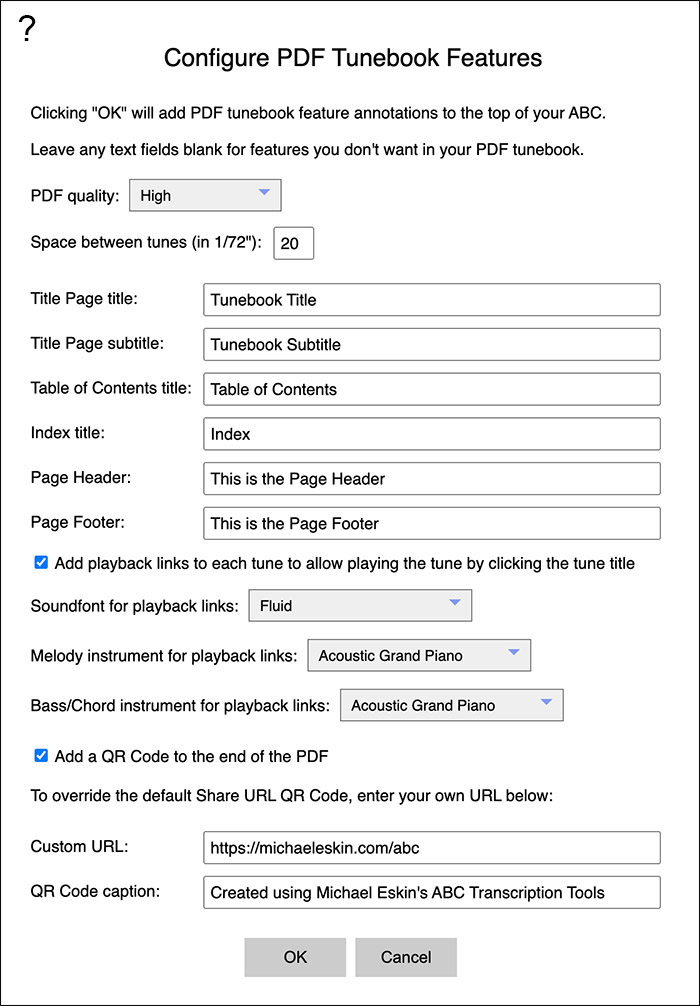 ?
Configure PDF Tunebook Features
Clicking "OK" will add PDF tunebook feature annotations to the top of your ABC.
Leave any text fields blank for features you don't want in your PDF tunebook.
PDF quality: High
Space between tunes (in 1/72"): 20
Title Page title: Tunebook Title
Title Page subtitle: Tunebook Subtitle
Table of Contents title: Table of Contents
Index title: Index
Page Header: This is the Page Header
Page Footer: This is the Page Footer
Add playback links to each tune to allow playing the tune by clicking the tune title
Soundfont for playback links: Fluid
Melody instrument for playback links: Acoustic Grand Piano
Bass/Chord instrument for playback links: Acoustic Grand Piano
Add a QR Code to the end of the PDF
To override the default Share URL QR Code, enter your own URL below:
Custom URL: https://michaeleskin.com/abc
QR Code caption: Created using Michael Eskin's ABC Transcription Tools
OK Cancel